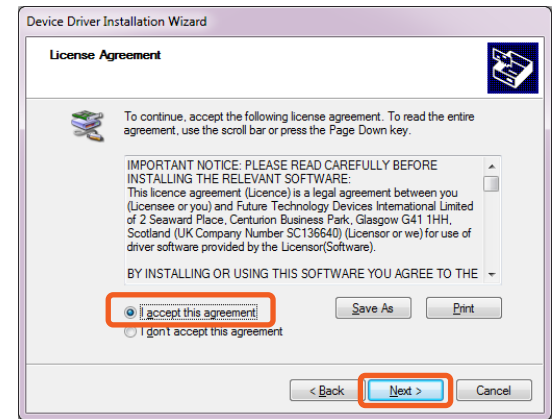 Device Driver Installation Wizard
License Agreement
To continue, accept the following license agreement. To read the entire
agreement, use the scroll bar or press the Page Down key.
IMPORTANT NOTICE: PLEASE READ CAREFULLY BEFORE
INSTALLING THE RELEVANT SOFTWARE:
This licence agreement (Licence) is a legal agreement between you
(Licensee or you) and Future Technology Devices International Limited
of 2 Seaward Place, Centurion Business Park, Glasgow G41 1HH,
Scotland (UK Company Number SC136640) (Licensor or we) for use of
driver software provided by the Licensor(Software).
BY INSTALLING OR USING THIS SOFTWARE YOU AGREE TO THE
I accept this agreement
Save As
Print
I don't accept this agreement
< Back
Next >
Cancel